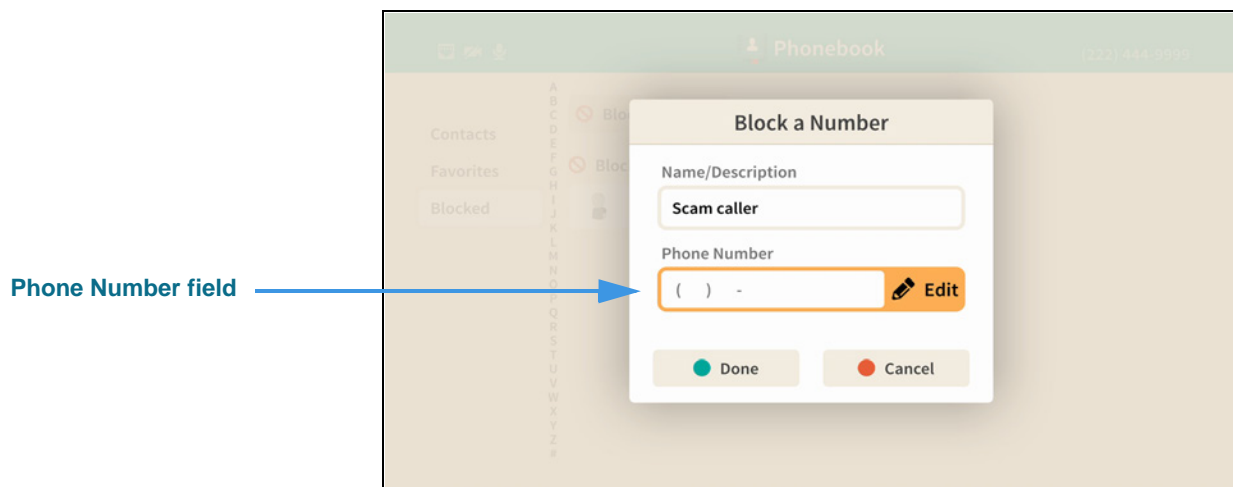 Phonebook
(222) 444-9995
Contacts
Favorites
Blocked
A
B
C
D
E
F
G
H
I
J
K
L
M
N
O
P
Q
R
S
T
U
V
W
X
Y
Z
#
Block a Number
Name/Description
Scam caller
Phone Number
( ) - Edit
Done Cancel
Phone Number field